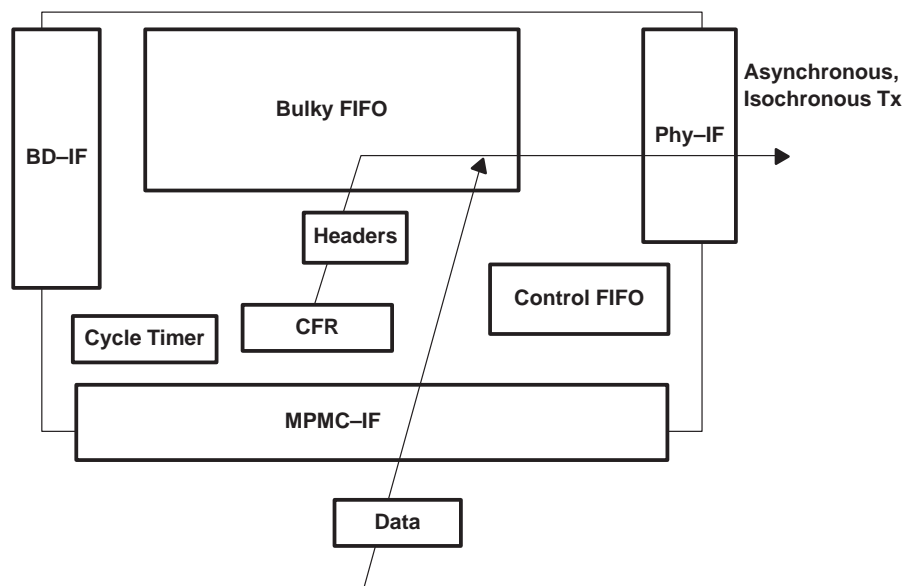 Asynchronous,
Isochronous Tx
Bulky FIFO
Phy–IF
BD–IF
Headers
Control FIFO
CFR
Cycle Timer
MPMC–IF
Data